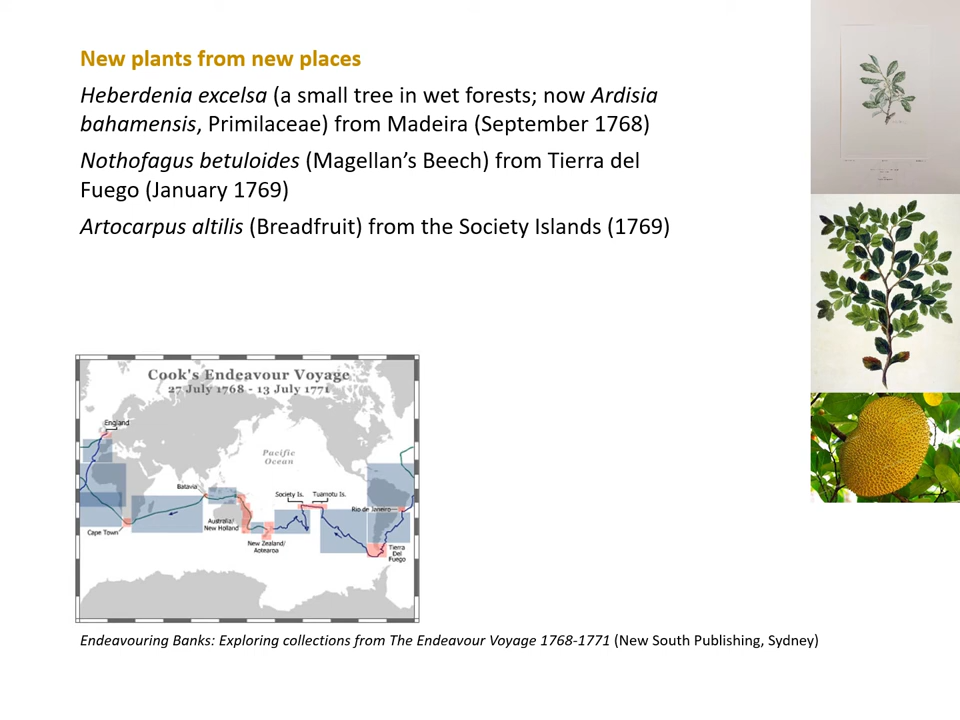 New plants from new places
Heberdenia excelsa (a small tree in wet forests; now Ardisia
bahamensis, Primilaceae) from Madeira (September 1768)
Nothofagus betuloides (Magellan’s Beech) from Tierra del
Fuego (January 1769)
Artocarpus altilis (Breadfruit) from the Society Islands (1769)
Cook's Endeavour Voyage
27 July 1768 - 13 July 1771
England
Pacific
Ocean
Batavia
Society Is.
Tuamotu Is.
Rio de Janeiro
Australia/
New Holland
Cape Town
New Zealand/
Aotearoa
Tierra
Del
Fuego
Endeavouring Banks: Exploring collections from The Endeavour Voyage 1768-1771 (New South Publishing, Sydney)